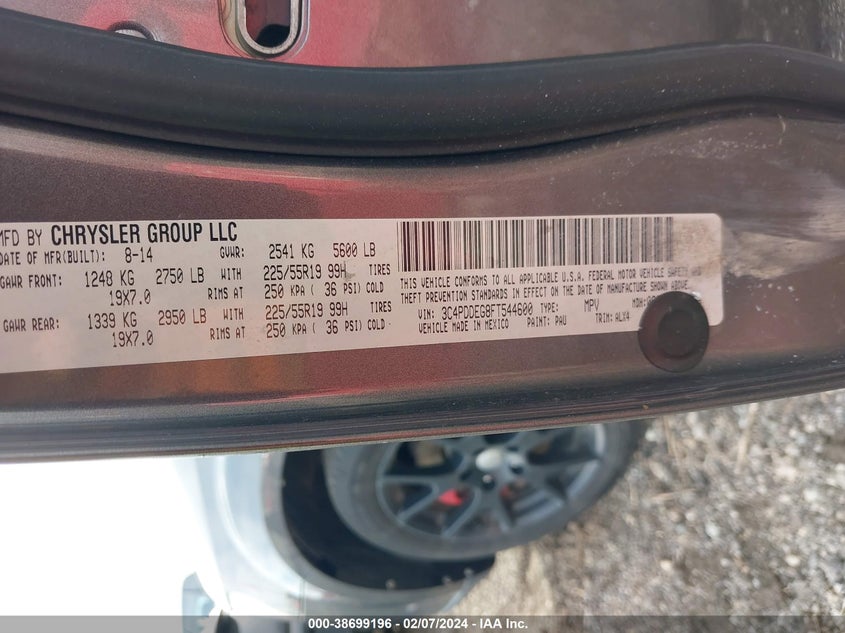 MFD BY CHRYSLER GROUP LLC
DATE OF MFR(BUILT): 8-14 GVWR: 2541 KG 5600 LB
GAWR FRONT: 1248 KG 2750 LB WITH 225/55R19 99H TIRES
19X7.0 RIMS AT 250 KPA ( 36 PSI) COLD
GAWR REAR: 1339 KG 2950 LB WITH 225/55R19 99H TIRES
19X7.0 RIMS AT 250 KPA ( 36 PSI) COLD
THIS VEHICLE CONFORMS TO ALL APPLICABLE U.S.A. FEDERAL MOTOR VEHICLE SAFETY AND
THEFT PREVENTION STANDARDS IN EFFECT ON THE DATE OF MANUFACTURE SHOWN ABOVE.
VIN: 3C4PDDEG8FT544600 TYPE: MPV MDH:
VEHICLE MADE IN MEXICO PAINT: PAU TRIM: ALX4
000-38699196 - 02/07/2024 - IAA Inc.